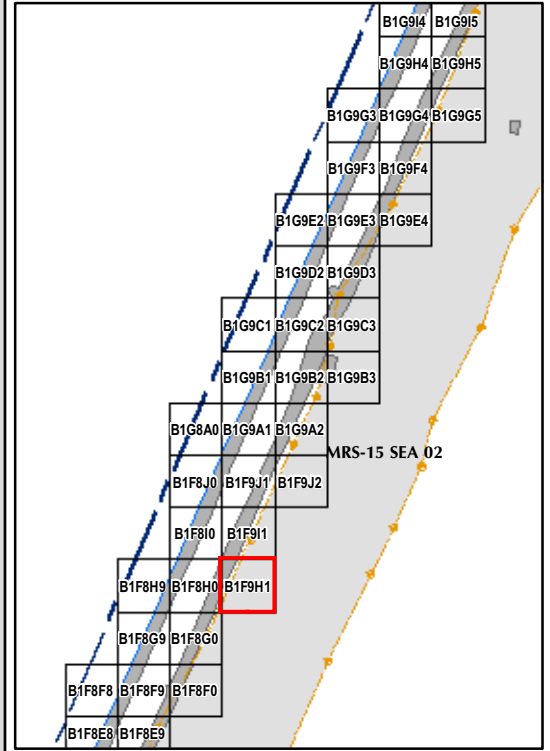 B1G9I4 B1G9I5
B1G9H4 B1G9H5
B1G9G3 B1G9G4 B1G9G5
B1G9F3 B1G9F4
B1G9E2 B1G9E3 B1G9E4
B1G9D2 B1G9D3
B1G9C1 B1G9C2 B1G9C3
B1G9B1 B1G9B2 B1G9B3
B1G8A0 B1G9A1 B1G9A2
MRS-15 SEA 02
B1F8J0 B1F9J1 B1F9J2
B1F8I0 B1F9I1
B1F8H9 B1F8H0 B1F9H1
B1F8G9 B1F8G0
B1F8F8 B1F8F9 B1F8F0
B1F8E8 B1F8E9